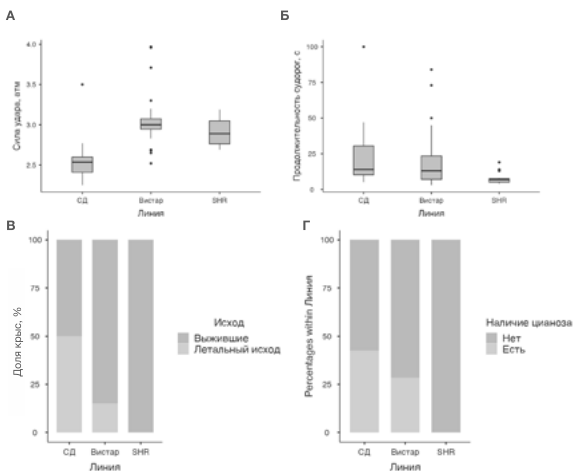 А
Сила удара, атм
4.0
3.5
3.0
2.5
СД
Вистар
SHR
Линия
Б
Продолжительность судорог, с
100
75
50
25
0
СД
Вистар
SHR
Линия
В
Доля крыс, %
100
75
50
25
0
СД
Вистар
SHR
Линия
Исход
Выжившие
Летальный исход
Г
Percentages within Линия
100
75
50
25
0
СД
Вистар
SHR
Линия
Наличие цианоза
Нет
Есть